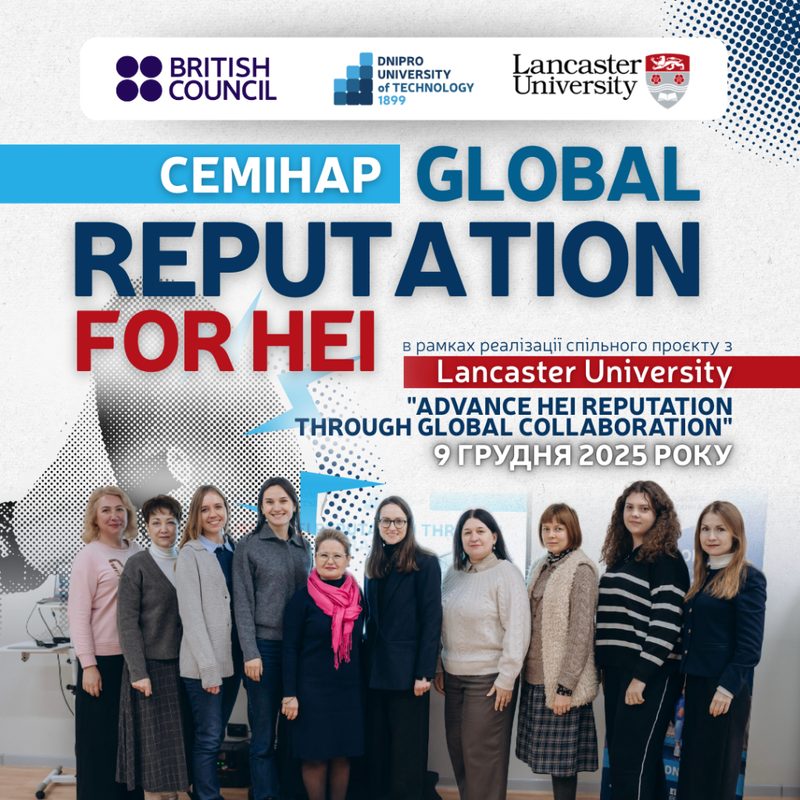 BRITISH
COUNCIL
DNIPRO
UNIVERSITY
of TECHNOLOGY
1899
Lancaster
University
СЕМІНАР
GLOBAL
REPUTATION
FOR HEI
в рамках реалізації спільного проєкту з
Lancaster University
"ADVANCE HEI REPUTATION
THROUGH GLOBAL COLLABORATION"
9 ГРУДНЯ 2025 РОКУ